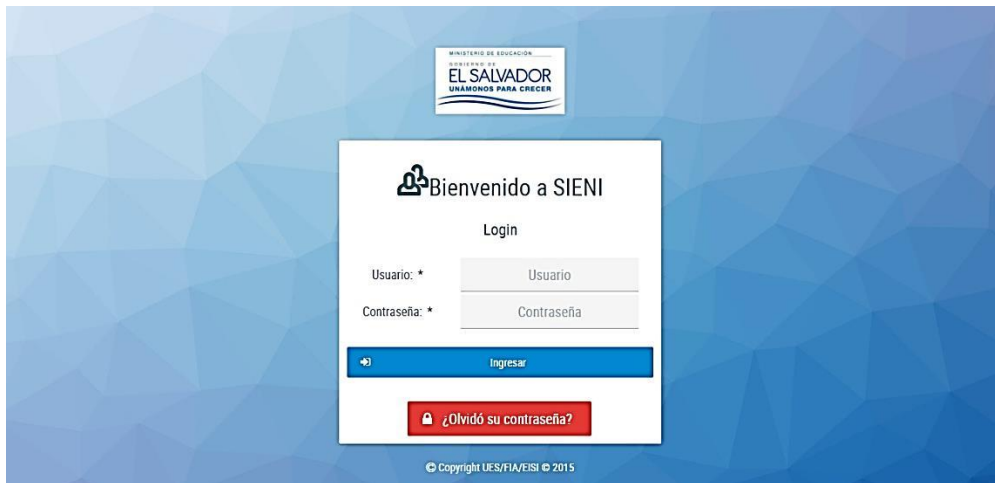 MINISTERIO DE EDUCACIÓN
GOBIERNO DE
EL SALVADOR
UNÁMONOS PARA CRECER
Bienvenido a SIENI
Login
Usuario: * Usuario
Contraseña: * Contraseña
Ingresar
¿Olvidó su contraseña?
© Copyright UES/FIA/EISI © 2015